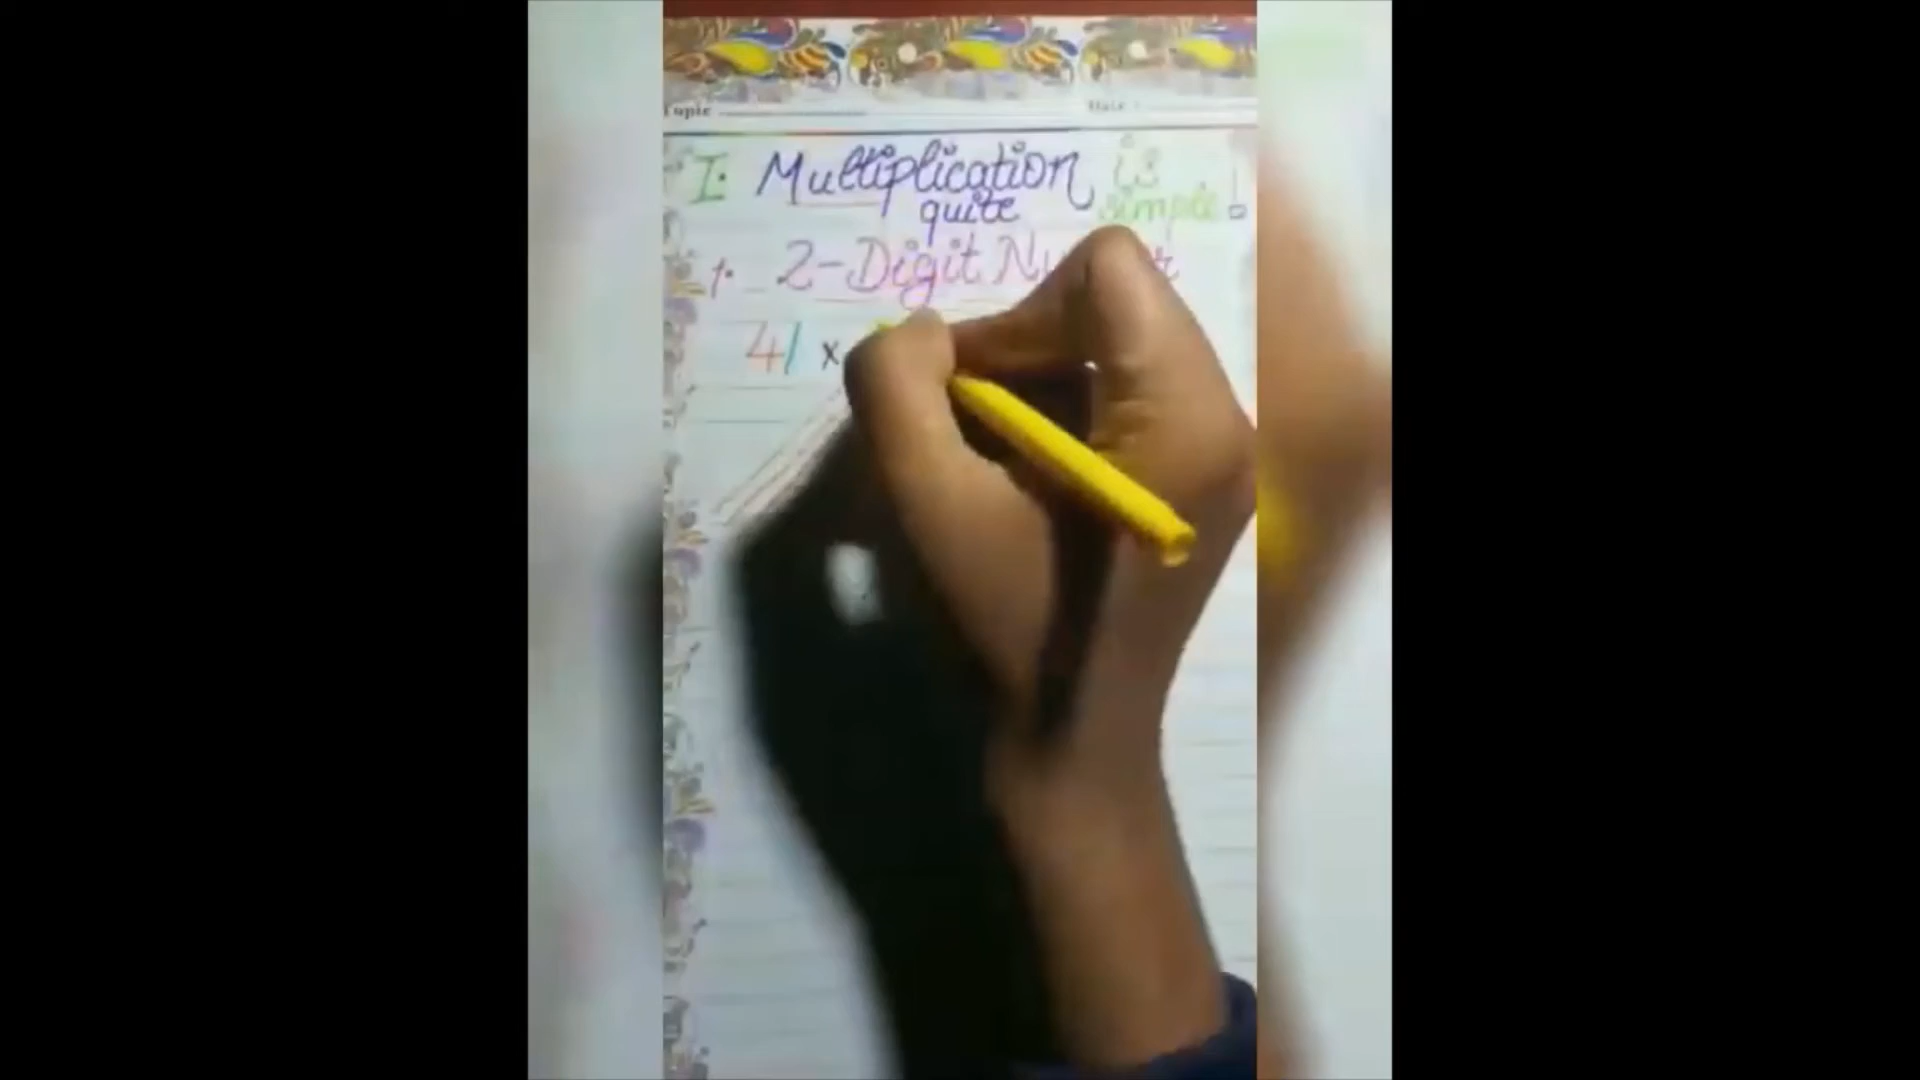 Topic
Date :
I. Multiplication is
quite simple!
1. 2-Digit
41 x